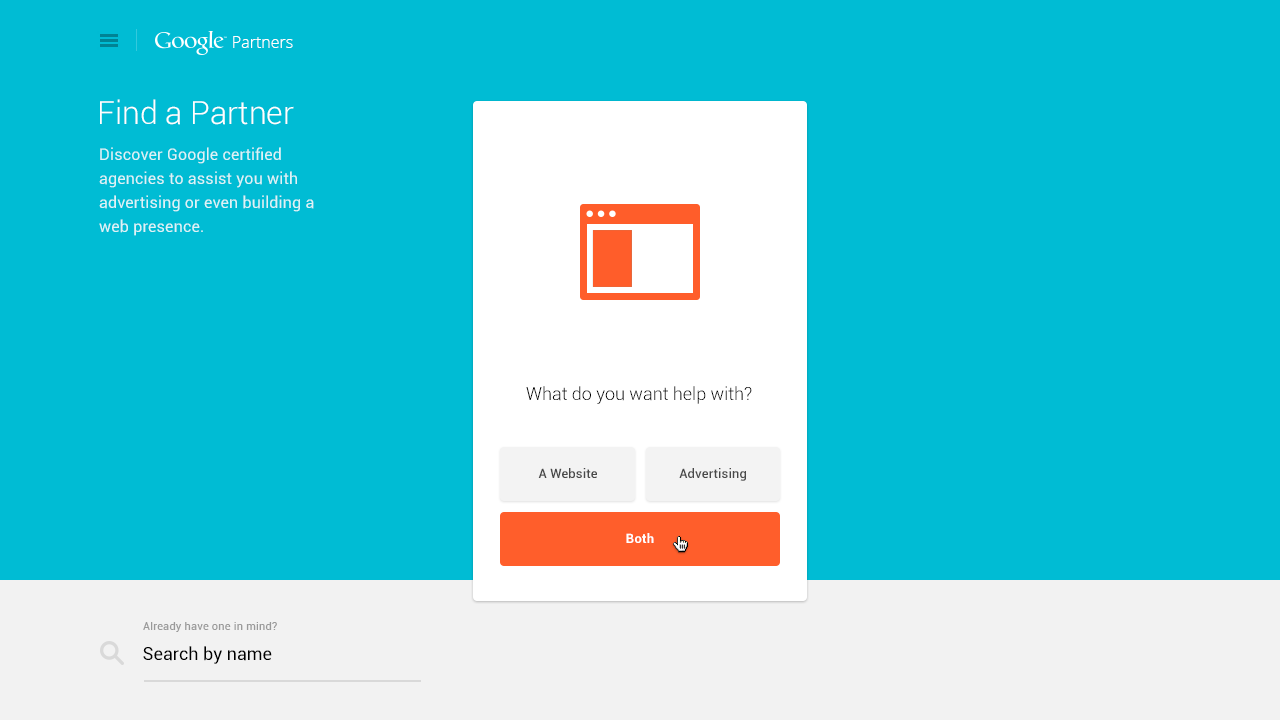 Google Partners
Find a Partner
Discover Google certified
agencies to assist you with
advertising or even building a
web presence.
What do you want help with?
A Website
Advertising
Both
Already have one in mind?
Search by name